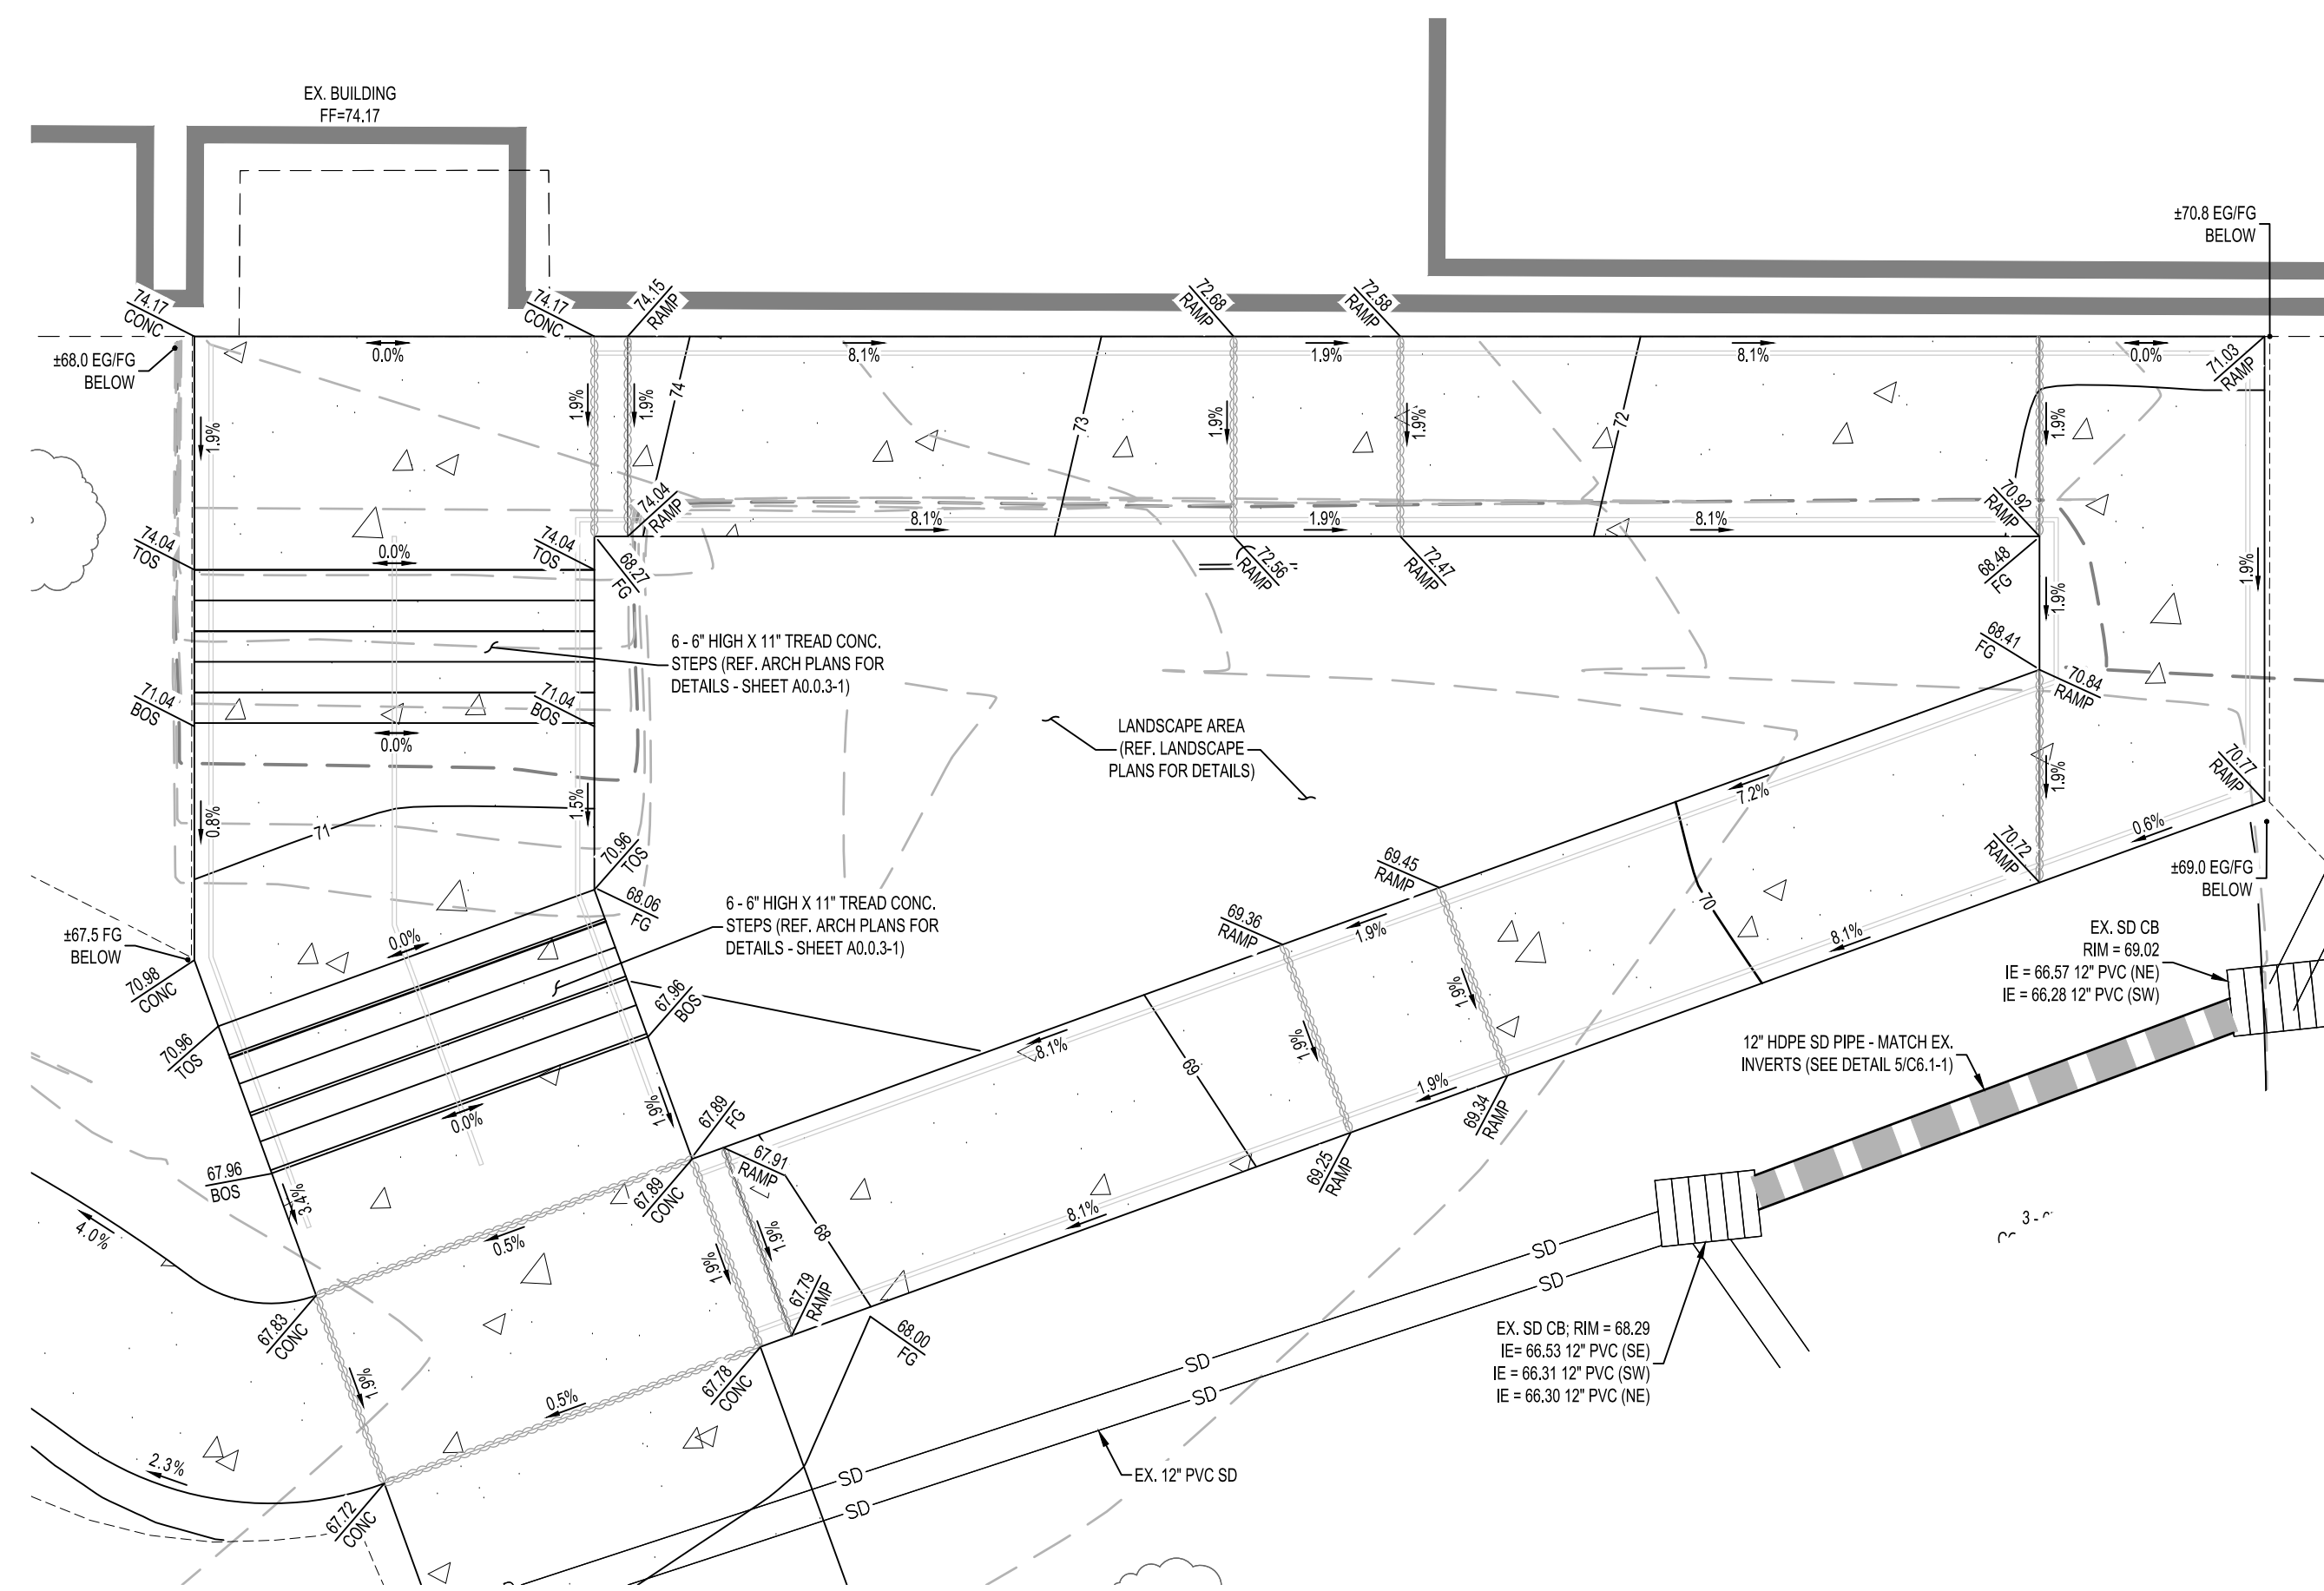 EX. BUILDING
FF=74.17
±70.8 EG/FG
BELOW
74.17
CONC
74.17
CONC
74.15
RAMP
72.68
RAMP
72.58
RAMP
71.03
RAMP
±68.0 EG/FG
BELOW
0.0%
8.1%
1.9%
8.1%
0.0%
1.9%
1.9%
1.9%
74
73
1.9%
1.9%
72
1.9%
74.04
TOS
74.04
TOS
0.0%
74.04
RAMP
8.1%
1.9%
8.1%
70.92
RAMP
68.27
FG
72.56
RAMP
72.47
RAMP
68.48
FG
1.9%
1.9%
6 - 6" HIGH X 11" TREAD CONC.
STEPS (REF. ARCH PLANS FOR
DETAILS - SHEET A0.0.3-1)
68.41
FG
70.84
RAMP
71.04
BOS
71.04
BOS
0.0%
LANDSCAPE AREA
(REF. LANDSCAPE
PLANS FOR DETAILS)
70.77
RAMP
1.9%
7.2%
0.8%
71
1.5%
0.6%
70.96
TOS
69.45
RAMP
70.72
RAMP
±69.0 EG/FG
BELOW
68.06
FG
6 - 6" HIGH X 11" TREAD CONC.
STEPS (REF. ARCH PLANS FOR
DETAILS - SHEET A0.0.3-1)
69.36
RAMP
1.9%
70
8.1%
±67.5 FG
BELOW
0.0%
70.98
CONC
67.96
BOS
EX. SD CB
RIM = 69.02
IE = 66.57 12" PVC (NE)
IE = 66.28 12" PVC (SW)
70.96
TOS
8.1%
1.9%
1.9%
12" HDPE SD PIPE - MATCH EX.
INVERTS (SEE DETAIL 5/C6.1-1)
69
1.9%
69.34
RAMP
0.0%
1.9%
67.89
FG
67.96
BOS
67.91
RAMP
69.25
RAMP
3.4%
67.89
CONC
4.0%
0.5%
1.9%
1.9%
68
8.1%
67.79
RAMP
SD
SD
67.83
CONC
68.00
FG
EX. SD CB; RIM = 68.29
IE= 66.53 12" PVC (SE)
IE = 66.31 12" PVC (SW)
IE = 66.30 12" PVC (NE)
1.9%
0.5%
67.78
CONC
SD
SD
2.3%
SD
SD
EX. 12" PVC SD
67.72
CONC